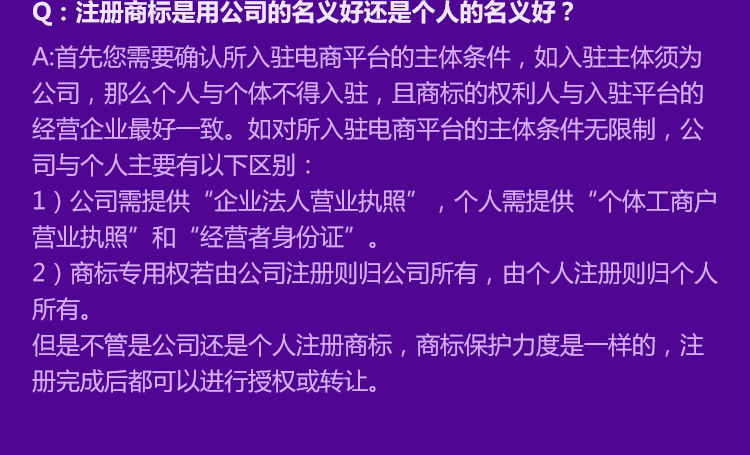 Q：注册商标是用公司的名义好还是个人的名义好？
A:首先您需要确认所入驻电商平台的主体条件，如入驻主体须为
公司，那么个人与个体不得入驻，且商标的权利人与入驻平台的
经营企业最好一致。如对所入驻电商平台的主体条件无限制，公
司与个人主要有以下区别：
1）公司需提供“企业法人营业执照”，个人需提供“个体工商户
营业执照”和“经营者身份证”。
2）商标专用权若由公司注册则归公司所有，由个人注册则归个人
所有。
但是不管是公司还是个人注册商标，商标保护力度是一样的，注
册完成后都可以进行授权或转让。